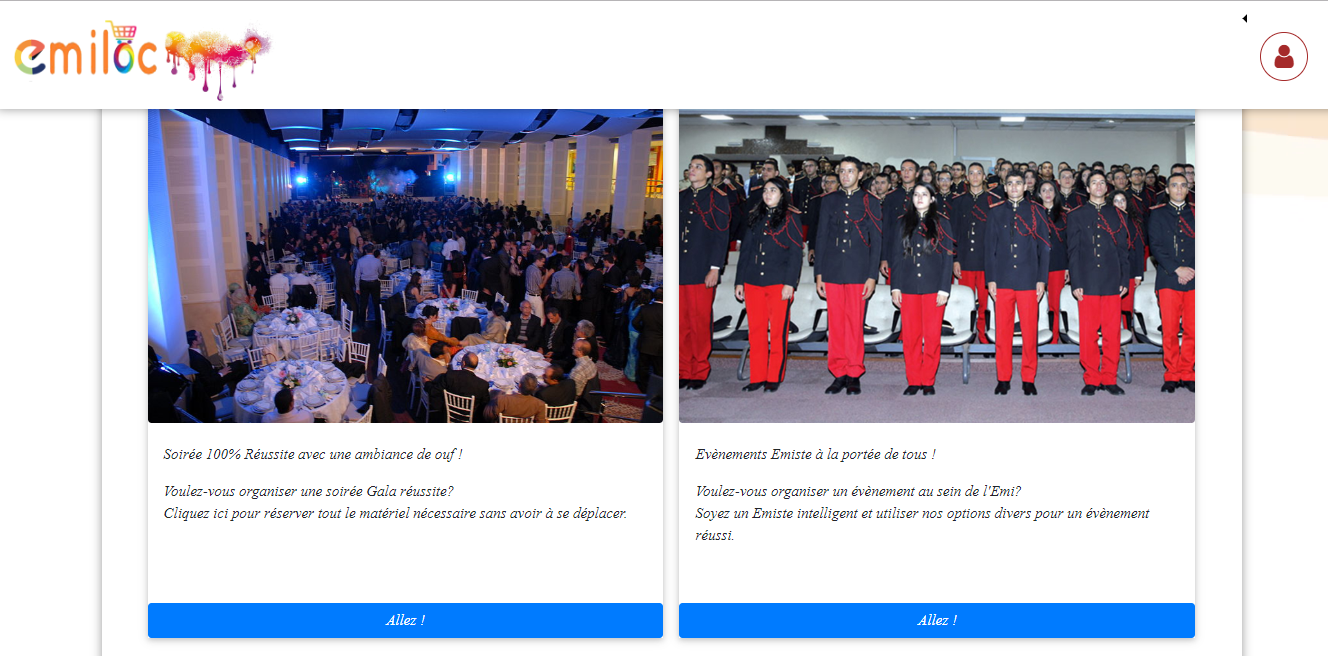 emiloc
Soirée 100% Réussite avec une ambiance de ouf !
Voulez-vous organiser une soirée Gala réussite?
Cliquez ici pour réserver tout le matériel nécessaire sans avoir à se déplacer.
Allez !
Evènements Emiste à la portée de tous !
Voulez-vous organiser un évènement au sein de l'Emi?
Soyez un Emiste intelligent et utiliser nos options divers pour un évènement
réussi.
Allez !